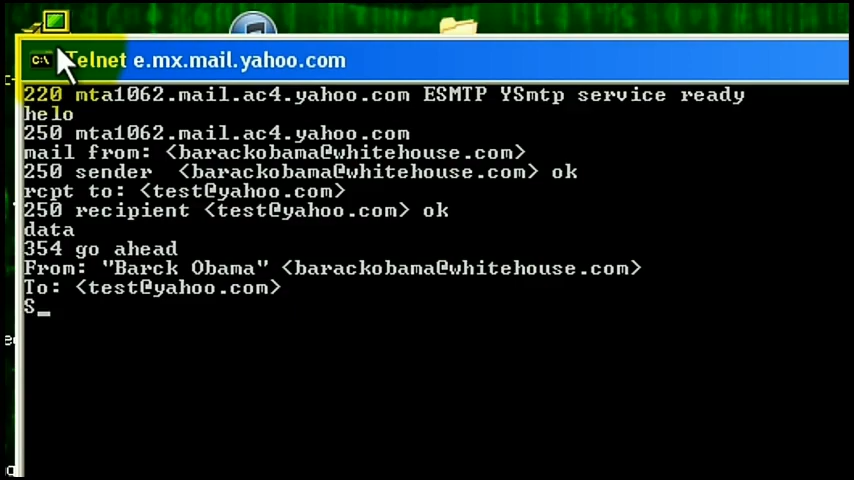 Telnet e.mx.mail.yahoo.com
220 mta1062.mail.ac4.yahoo.com ESMTP YSmtp service ready
helo
250 mta1062.mail.ac4.yahoo.com
mail from: <barackobama@whitehouse.com>
250 sender  <barackobama@whitehouse.com> ok
rcpt to: <test@yahoo.com>
250 recipient <test@yahoo.com> ok
data
354 go ahead
From: "Barck Obama" <barackobama@whitehouse.com>
To: <test@yahoo.com>
S_